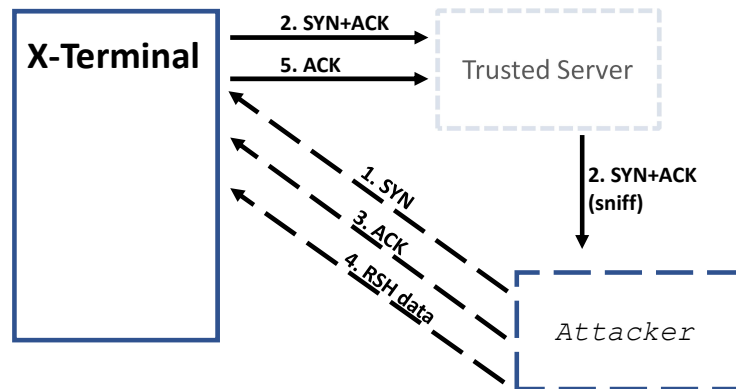 2. SYN+ACK
X-Terminal
5. ACK
Trusted Server
2. SYN+ACK
(sniff)
1. SYN
3. ACK
4. RSH data
Attacker